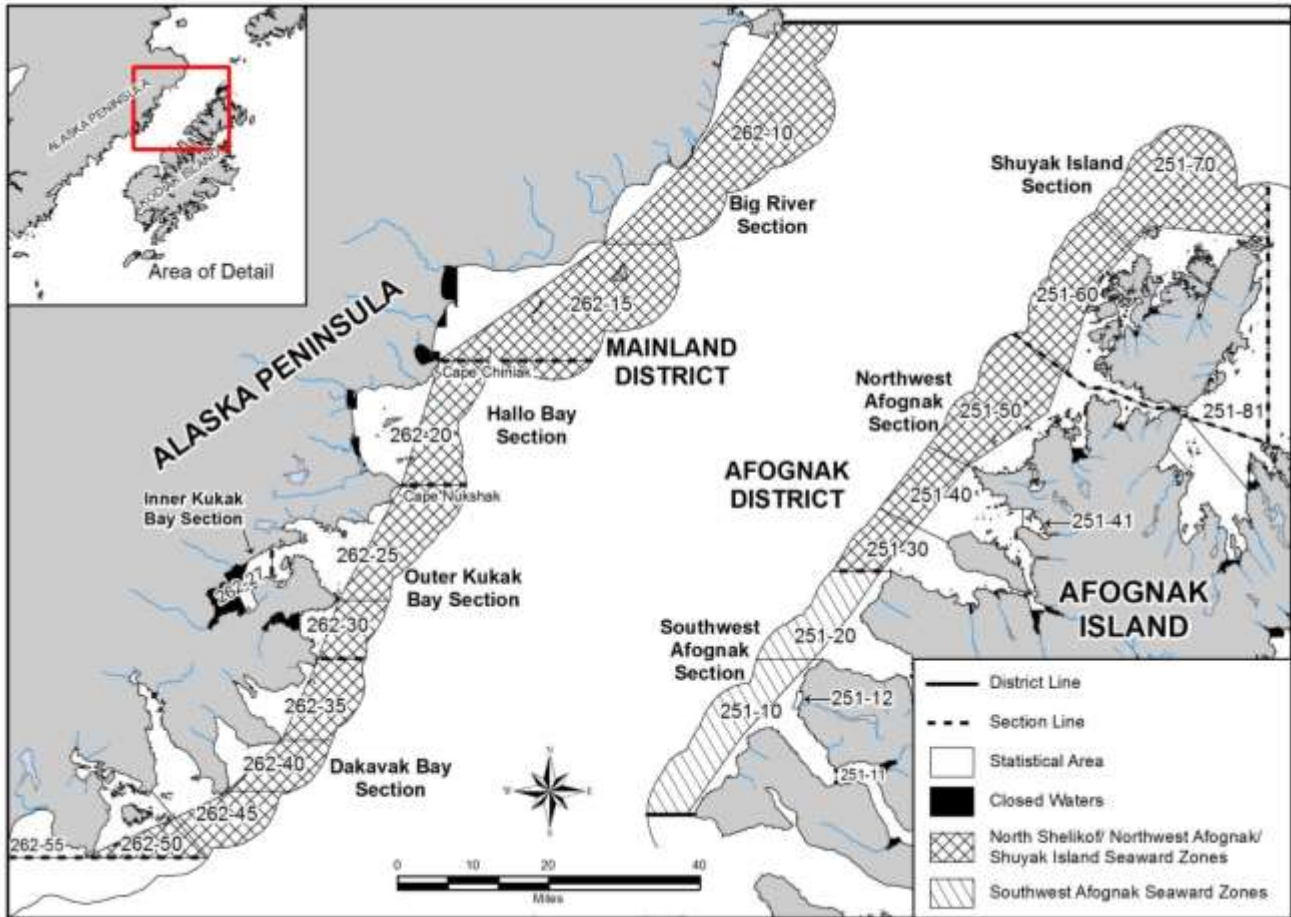 ALASKA PENINSULA
KODIAK ISLAND
Area of Detail
262-10
Big River
Section
262-15
MAINLAND
DISTRICT
ALASKA PENINSULA
Cape Chiniak
Hallo Bay
Section
262-20
Cape Nukshak
Inner Kukak
Bay Section
262-27
262-25
Outer Kukak
Bay Section
262-30
262-35
262-40
Dakavak Bay
Section
262-45
262-50
262-55
Shuyak Island
Section
251-70
251-60
Northwest
Afognak
Section
251-50
251-81
AFOGNAK
DISTRICT
251-40
251-41
251-30
AFOGNAK
ISLAND
Southwest
Afognak
Section
251-20
251-10
251-12
251-11
N
E
S
W
0 10 20 40
Miles
District Line
Section Line
Statistical Area
Closed Waters
North Shelikof/ Northwest Afognak/
Shuyak Island Seaward Zones
Southwest Afognak Seaward Zones